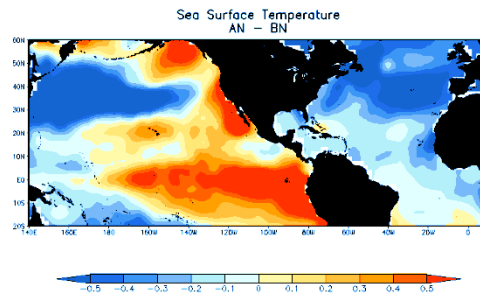 Sea Surface Temperature
AN - BN
60N
50N
40N
30N
20N
10N
EQ
10S
20S
140E 160E 180 160W 140W 120W 100W 80W 60W 40W 20W 0
-0.5 -0.4 -0.3 -0.2 -0.1 0 0.1 0.2 0.3 0.4 0.5